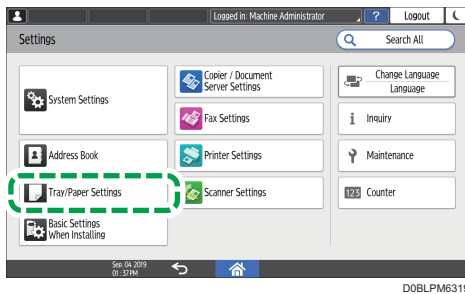 Logged in: Machine Administrator
? Logout
Settings
Search All
System Settings
Copier / Document
Server Settings
Change Language
Language
Fax Settings
i Inquiry
Address Book
Printer Settings
Maintenance
Tray/Paper Settings
Scanner Settings
123 Counter
Basic Settings
When Installing
Sep. 04 2019
01:37PM
D0BLPM6319